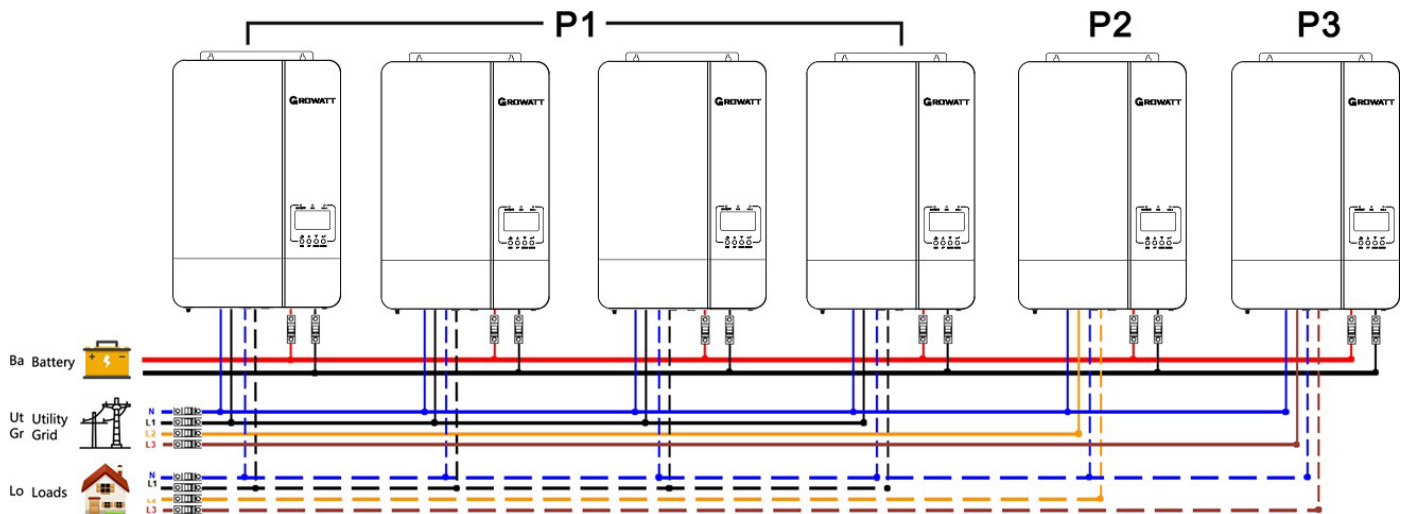 P1 P2 P3
GROWATT GROWATT GROWATT GROWATT GROWATT GROWATT
Ba Battery
+ -
Ut Utility
Gr Grid
N
L1
L2
L3
Lo Loads
N
L1
L2
L3